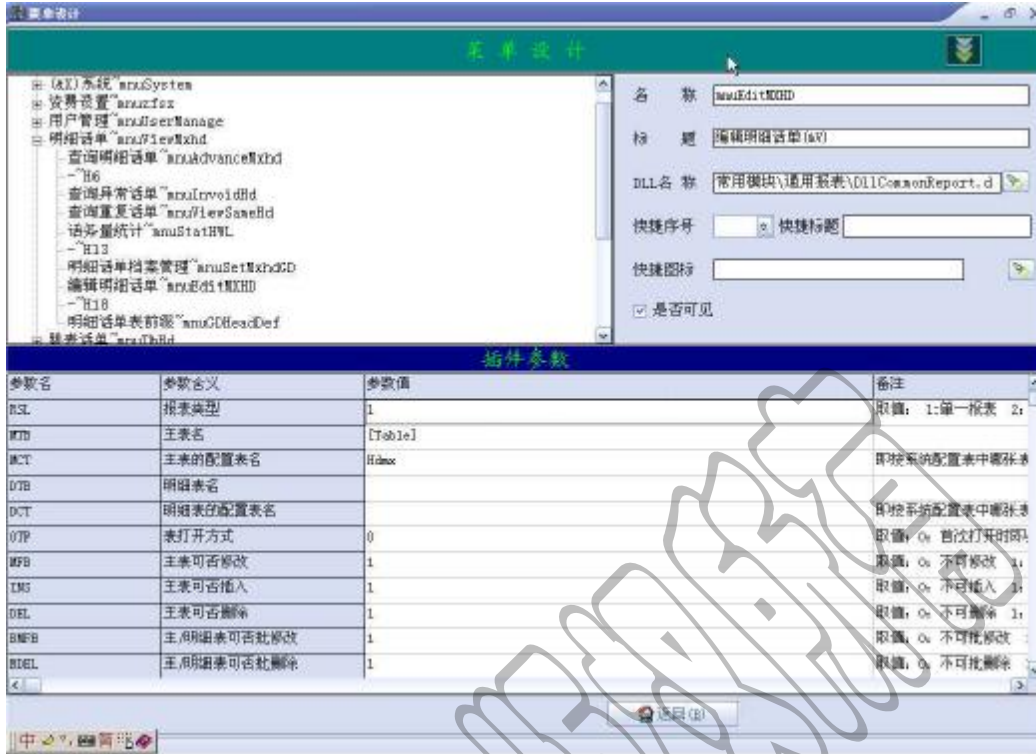 菜单设计
菜 单 设 计
(&X)系统~mnuSystem
资费设置~mnuzfsz
用户管理~mnuUserManage
明细话单~mnuViewMxhd
查询明细话单~mnuAdvanceMxhd
-~H6
查询异常话单~mnuInvoidHd
查询重复话单~mnuViewSameHd
话务量统计~mnuStatHWL
-~H13
明细话单档案管理~mnuSetMxhdGD
编辑明细话单~mnuEditMXHD
-~H18
明细话单表前缀~mnuCDHeadDef
名 称 mnuEditMXHD
标 题 编辑明细话单(&V)
DLL名 称 常用模块\通用报表\DllCommonReport.d
快捷序号 快捷标题
快捷图标
是否可见
插件参数
参数名 参数含义 参数值 备注
RSL 报表类型 1 取值: 1:单一报表 2:
MTB 主表名 [Table]
MCT 主表的配置表名 Hdmx 即按系统配置表中哪张表
DTB 明细表名
DCT 明细表的配置表名 即按系统配置表中哪张表
OTP 表打开方式 0 取值: 0: 首次打开时即
MFB 主表可否修改 1 取值: 0: 不可修改 1:
INS 主表可否插入 1 取值: 0: 不可插入 1:
DEL 主表可否删除 1 取值: 0: 不可删除 1:
BMFB 主/明细表可否批修改 1 取值: 0: 不可批修改
BDEL 主/明细表可否批删除 1 取值: 0: 不可批删除
返回(B)
中 简